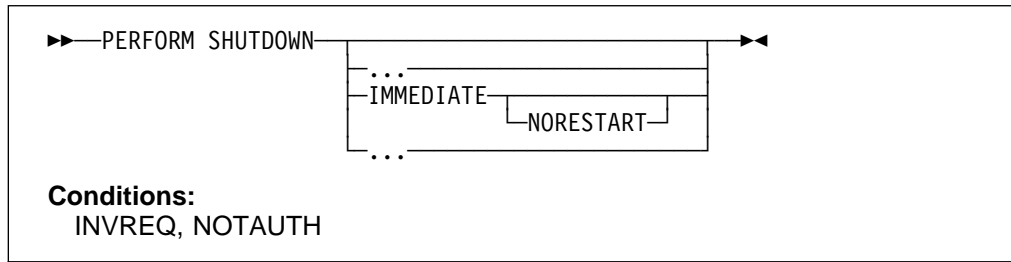 ►►──PERFORM SHUTDOWN──►◄
...
IMMEDIATE
NORESTART
...
Conditions:
INVREQ, NOTAUTH